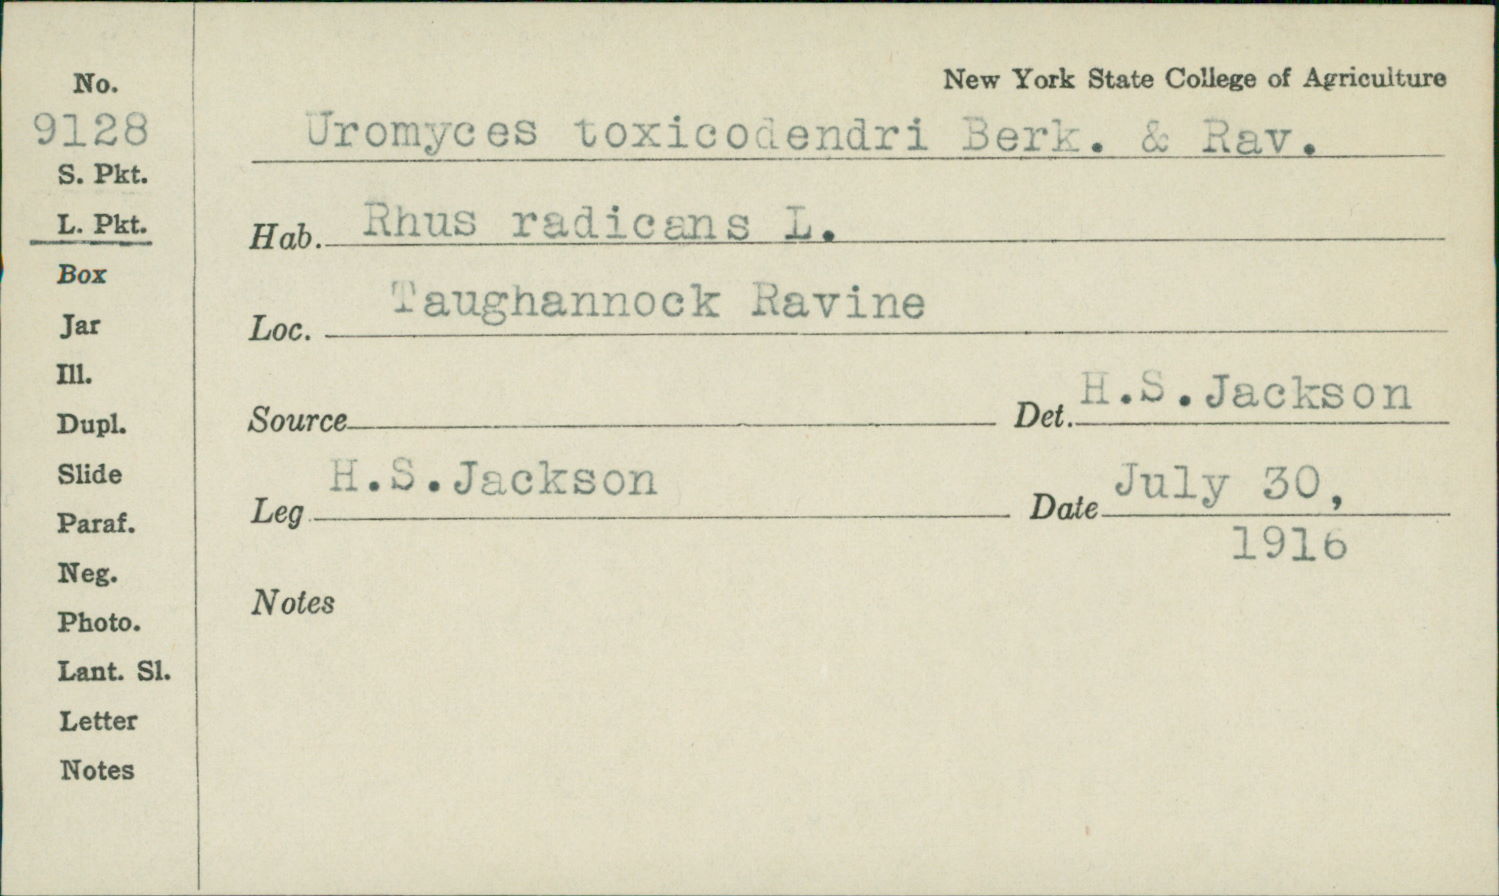 New York State College of Agriculture
No.
9128
S. Pkt.
L. Pkt.
Box
Jar
Ill.
Dupl.
Slide
Paraf.
Neg.
Photo.
Lant. Sl.
Letter
Notes
Uromyces toxicodendri Berk. & Rav.
Hab. Rhus radicans L.
Loc. Taughannock Ravine
Source Det. H.S.Jackson
Leg H.S.Jackson Date July 30,
1916
Notes